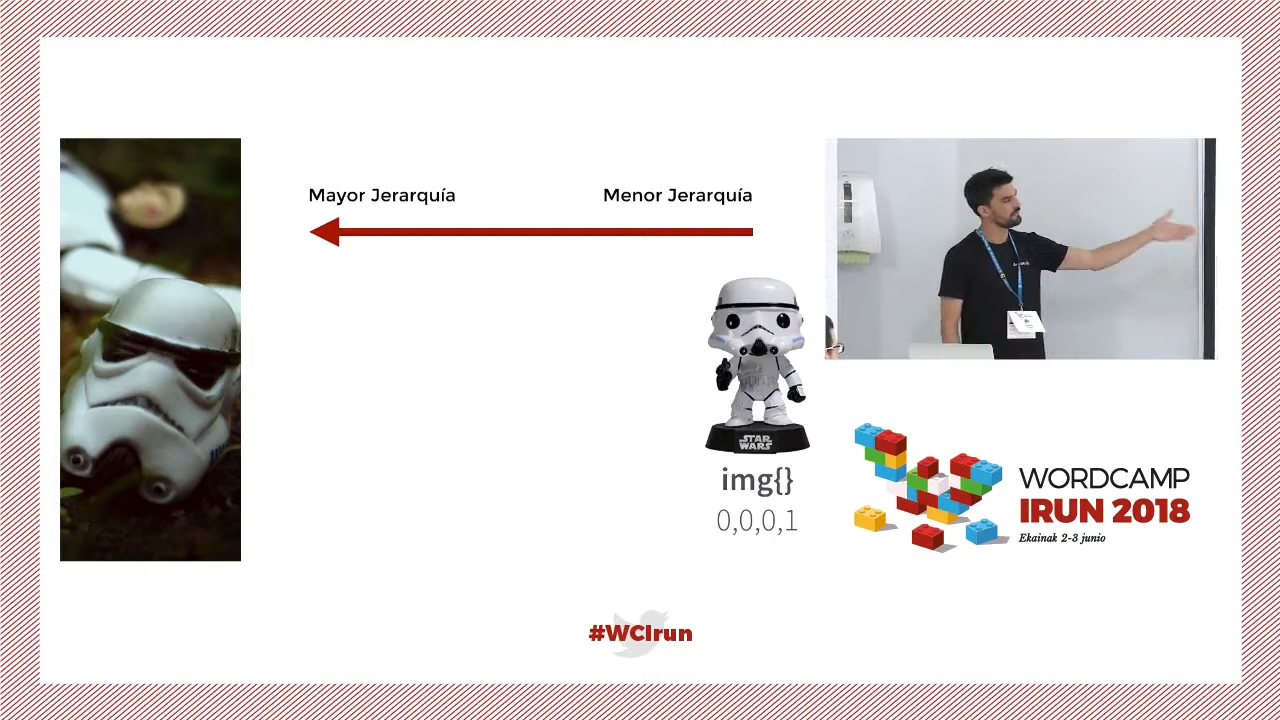 Mayor Jerarquía
Menor Jerarquía
STAR
WARS
img{}
0,0,0,1
WORDCAMP
IRUN 2018
Ekainak 2-3 junio
#WCIrun